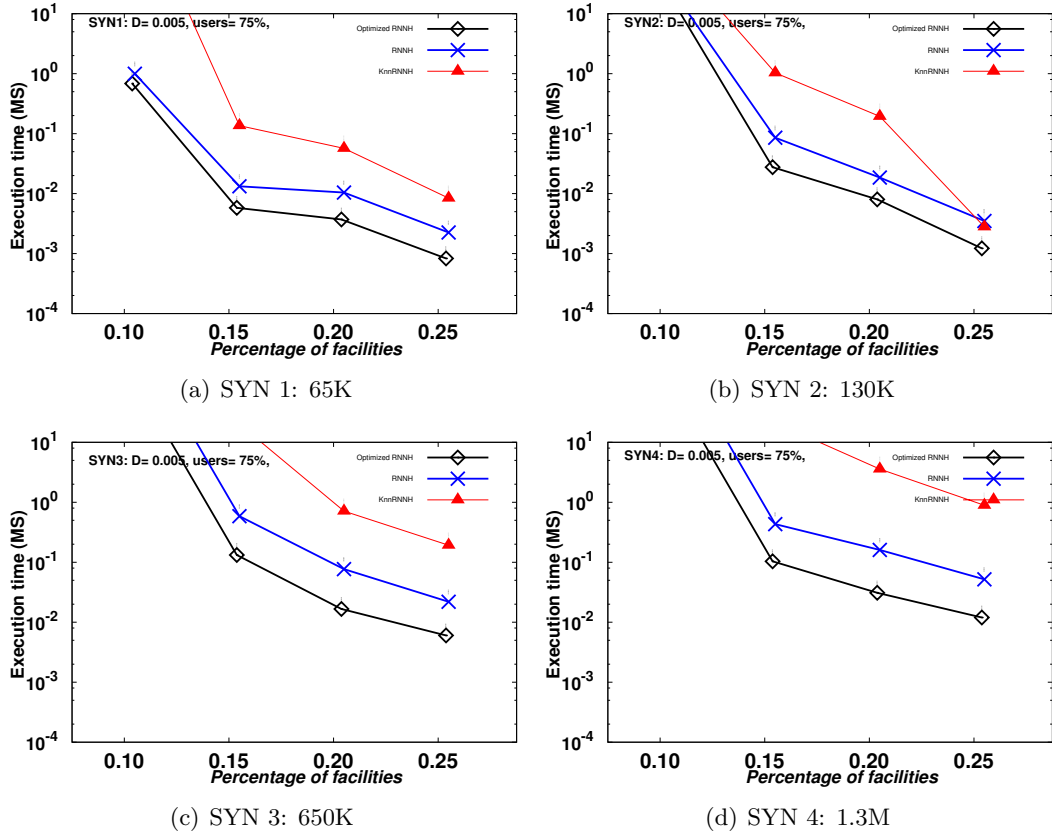 SYN1: D= 0.005, users= 75%,
Optimized RNNH
RNNH
KnnRNNH
Execution time (MS)
10^1
10^0
10^-1
10^-2
10^-3
10^-4
0.10 0.15 0.20 0.25
Percentage of facilities
(a) SYN 1: 65K
SYN2: D= 0.005, users= 75%,
Optimized RNNH
RNNH
KnnRNNH
Execution time (MS)
10^1
10^0
10^-1
10^-2
10^-3
10^-4
0.10 0.15 0.20 0.25
Percentage of facilities
(b) SYN 2: 130K
SYN3: D= 0.005, users= 75%,
Optimized RNNH
RNNH
KnnRNNH
Execution time (MS)
10^1
10^0
10^-1
10^-2
10^-3
10^-4
0.10 0.15 0.20 0.25
Percentage of facilities
(c) SYN 3: 650K
SYN4: D= 0.005, users= 75%,
Optimized RNNH
RNNH
KnnRNNH
Execution time (MS)
10^1
10^0
10^-1
10^-2
10^-3
10^-4
0.10 0.15 0.20 0.25
Percentage of facilities
(d) SYN 4: 1.3M